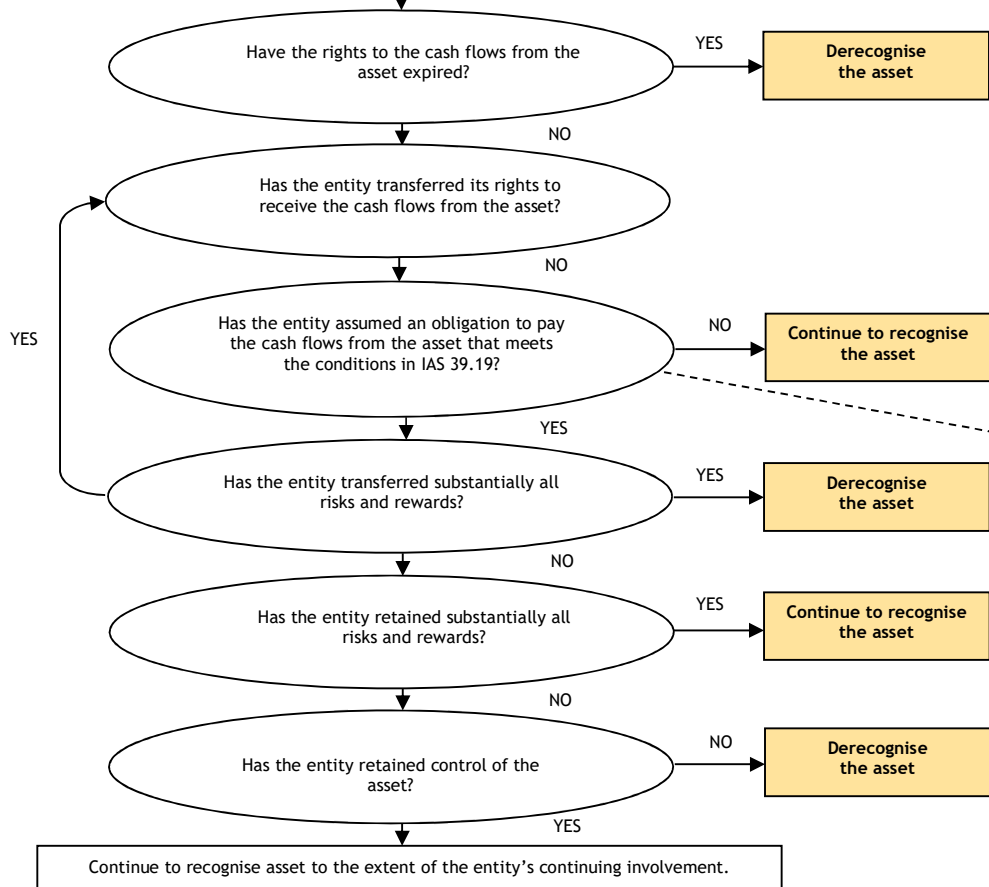 Have the rights to the cash flows from the
asset expired?
YES
Derecognise
the asset
NO
Has the entity transferred its rights to
receive the cash flows from the asset?
NO
YES
Has the entity assumed an obligation to pay
the cash flows from the asset that meets
the conditions in IAS 39.19?
NO
Continue to recognise
the asset
YES
Has the entity transferred substantially all
risks and rewards?
YES
Derecognise
the asset
NO
Has the entity retained substantially all
risks and rewards?
YES
Continue to recognise
the asset
NO
Has the entity retained control of the
asset?
NO
Derecognise
the asset
YES
Continue to recognise asset to the extent of the entity’s continuing involvement.